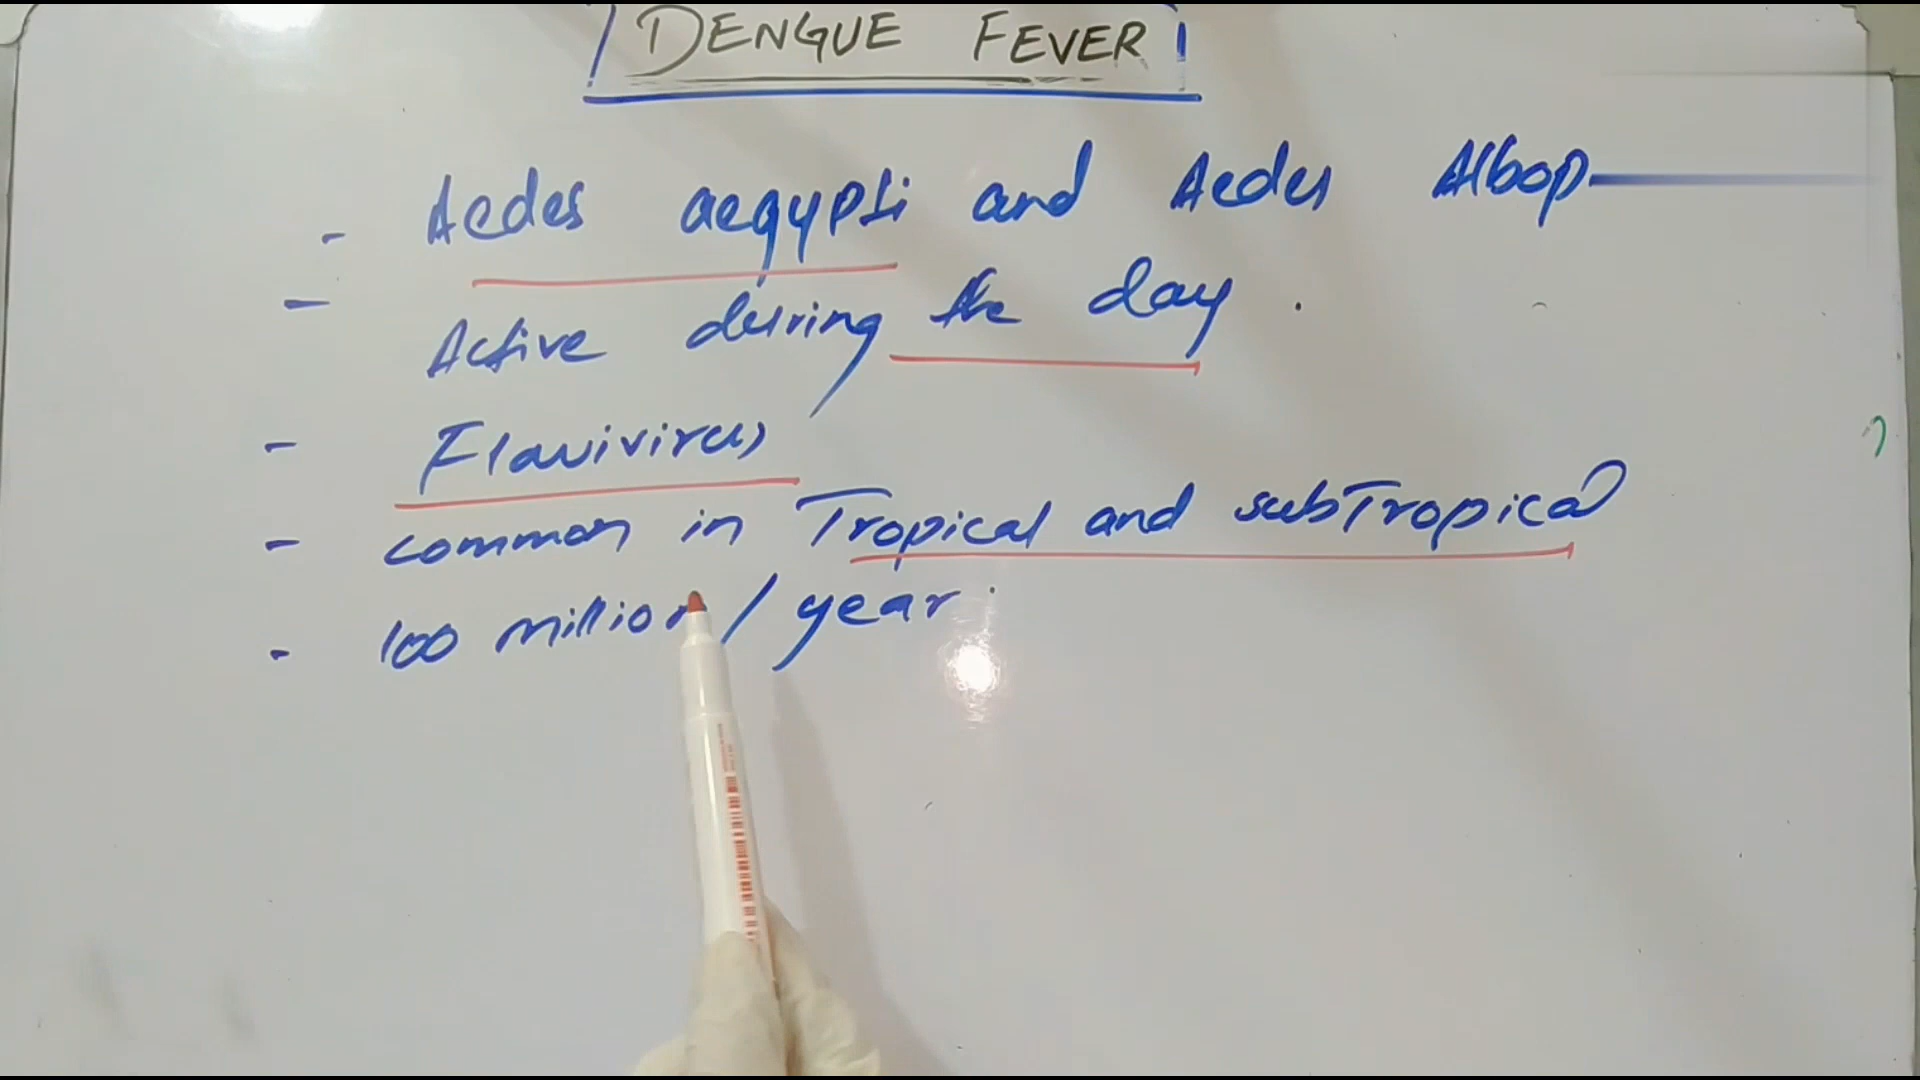 DENGUE FEVER
- Aedes aegypti and Aedes Albop
- Active during the day.
- Flavivirus
- common in Tropical and subTropical
- 100 million/year.